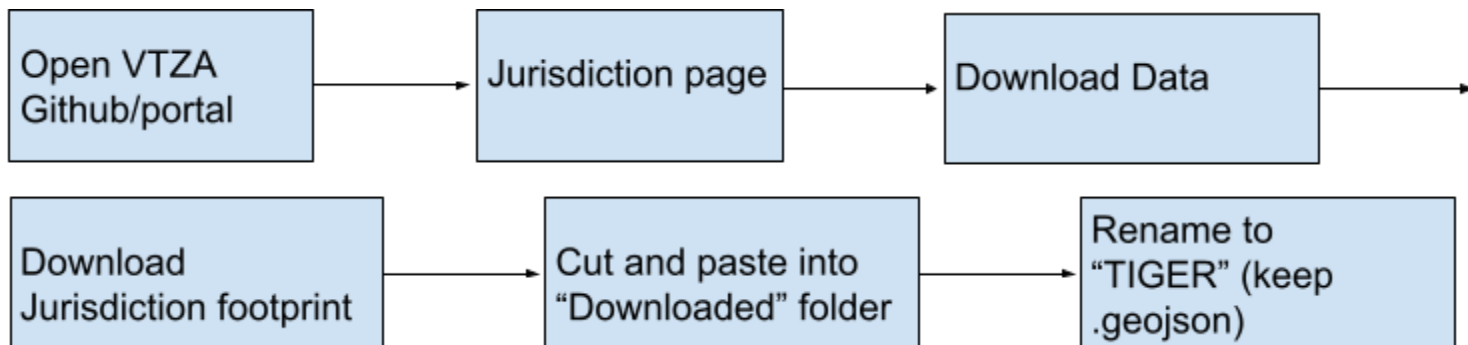 Open VTZA
Github/portal
Jurisdiction page
Download Data
Download
Jurisdiction footprint
Cut and paste into
“Downloaded” folder
Rename to
“TIGER” (keep
.geojson)